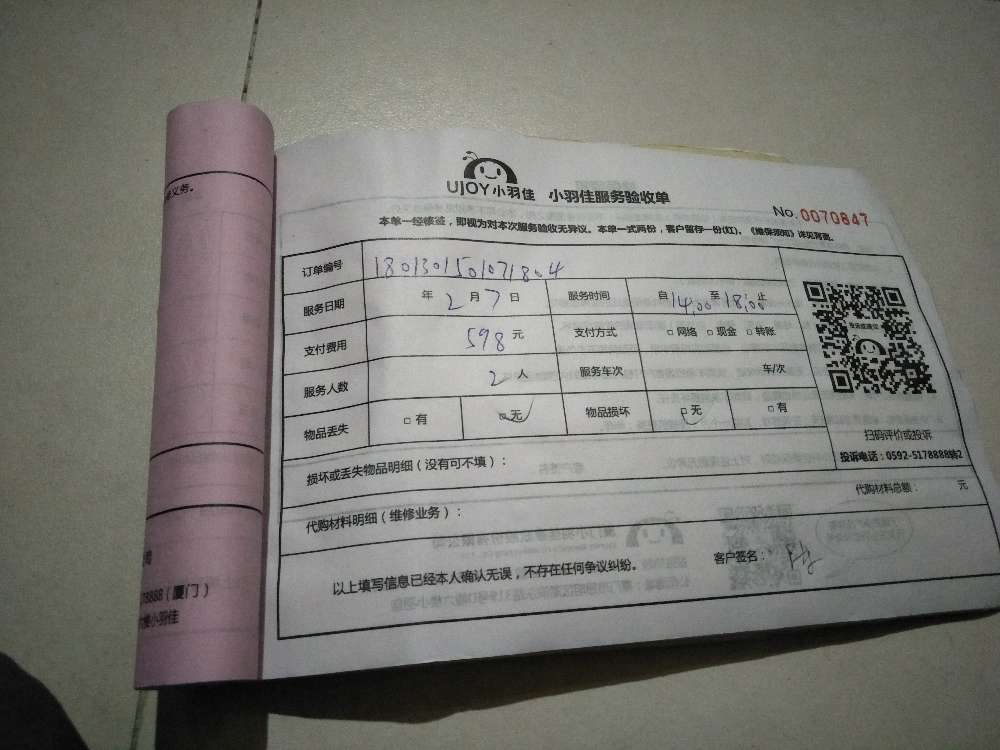 UJOY小羽佳 小羽佳服务验收单
No. 0070847
本单一经核签，即视为对本次服务验收无异议。本单一式两份，客户留存一份(红)。《维保须知》详见背面。
订单编号 1801301501071804
服务日期 年 2 月 7 日 服务时间 自 14:00 至 18:00 止
支付费用 598 元 支付方式 □ 网络 □ 现金 □ 转账
服务人数 2 人 服务车次 车/次
物品丢失 □ 有 □ 无 物品损坏 □ 无 □ 有
扫码评价或投诉
投诉电话：0592-5178888转2
损坏或丢失物品明细（没有可不填）：
代购材料明细（维修业务）： 代购材料总额： 元
以上填写信息已经本人确认无误，不存在任何争议纠纷。 客户签名：
义务。
司
78888（厦门）
楼小羽佳